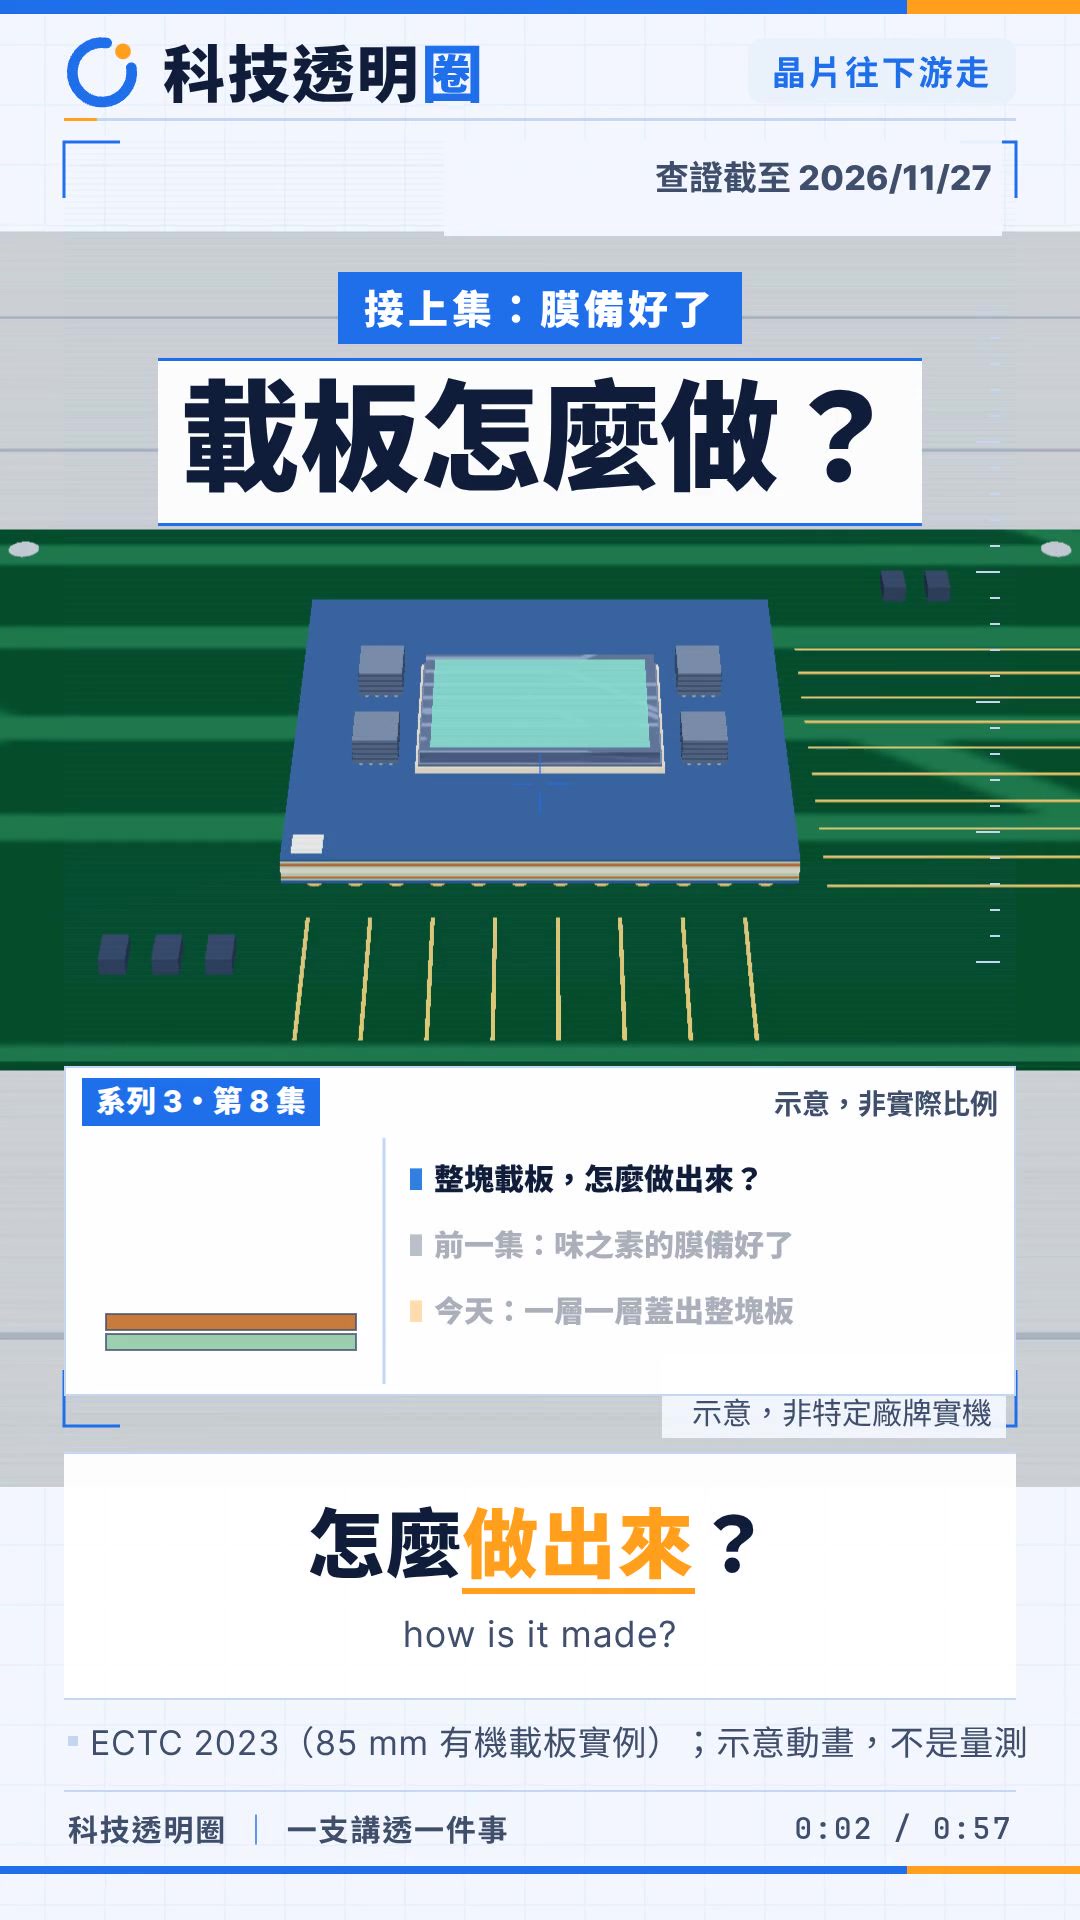 科技透明圈
晶片往下游走
查證截至 2026/11/27
接上集：膜備好了
載板怎麼做？
系列 3・第 8 集
示意，非實際比例
整塊載板，怎麼做出來？
前一集：味之素的膜備好了
今天：一層一層蓋出整塊板
示意，非特定廠牌實機
怎麼做出來？
how is it made?
ECTC 2023（85 mm 有機載板實例）；示意動畫，不是量測
科技透明圈｜一支講透一件事
0:02 / 0:57